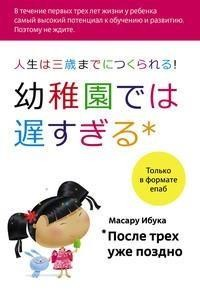 В течение первых трех лет жизни у ребенка
самый высокий потенциал к обучению и развитию.
Поэтому не ждите.
人生は三歳までにつくられる!
幼稚園では
遅すぎる*
Только
в формате
епаб
Масару Ибука
*После трех
уже поздно